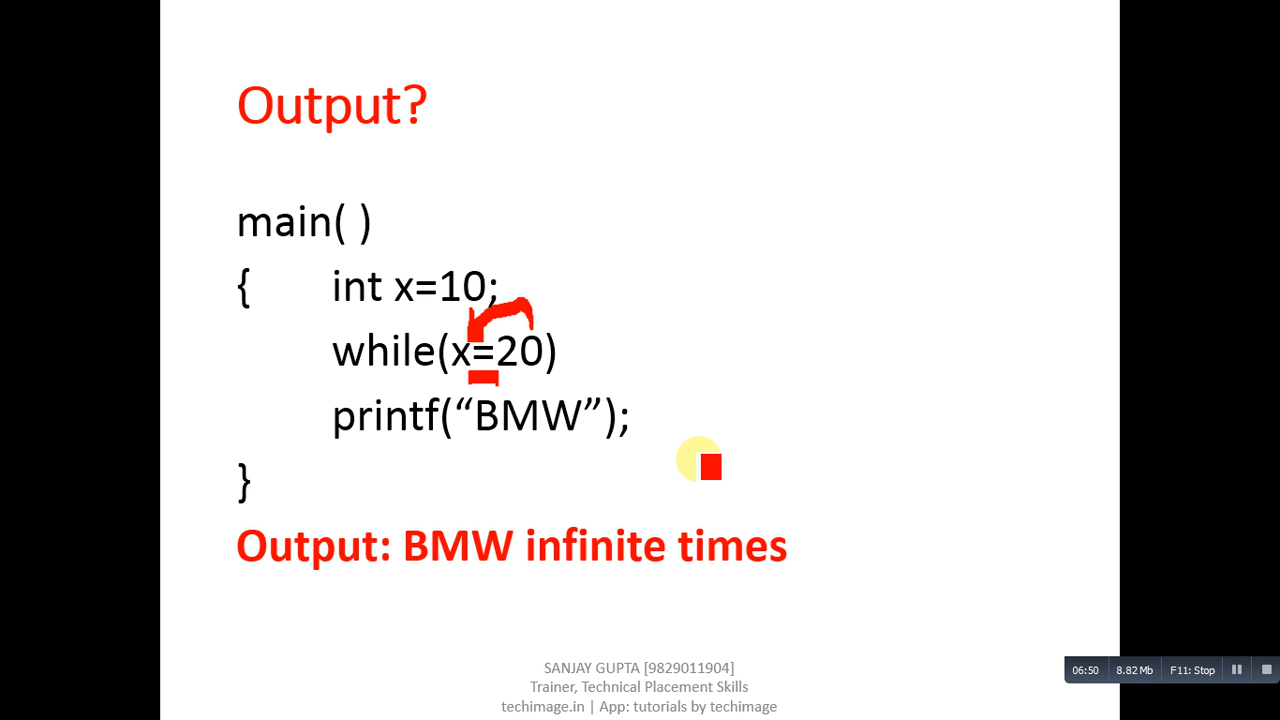 Output?
main( )
{ int x=10;
while(x=20)
printf(“BMW”);
}
Output: BMW infinite times
SANJAY GUPTA [9829011904]
Trainer, Technical Placement Skills
techimage.in | App: tutorials by techimage
06:50 8.82 Mb F11: Stop